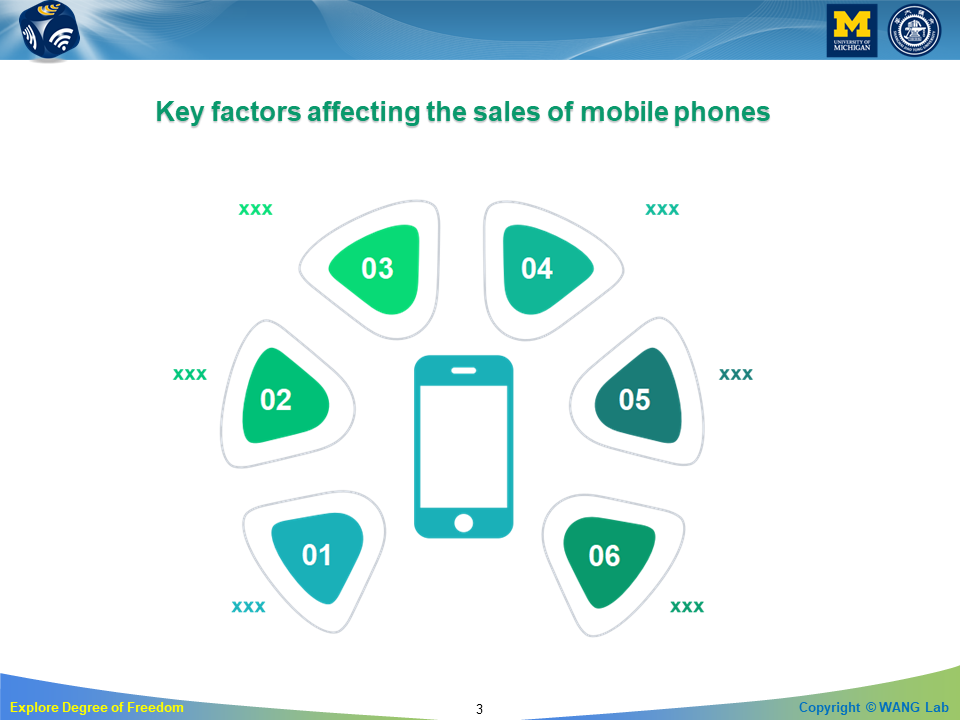 M
UNIVERSITY OF
MICHIGAN
Key factors affecting the sales of mobile phones
xxx
xxx
03
04
xxx
xxx
02
05
01
06
xxx
xxx
Explore Degree of Freedom
3
Copyright © WANG Lab